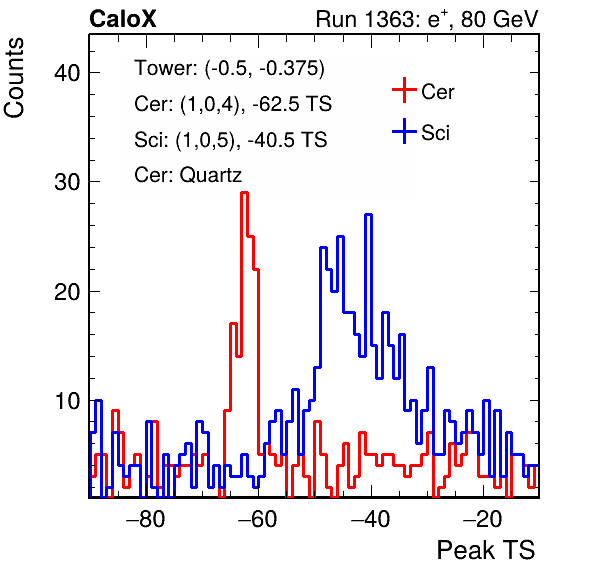 CaloX Run 1363: e+, 80 GeV
Counts
Tower: (-0.5, -0.375)
Cer: (1,0,4), -62.5 TS
Sci: (1,0,5), -40.5 TS
Cer: Quartz
Cer
Sci
40
30
20
10
−80 −60 −40 −20
Peak TS